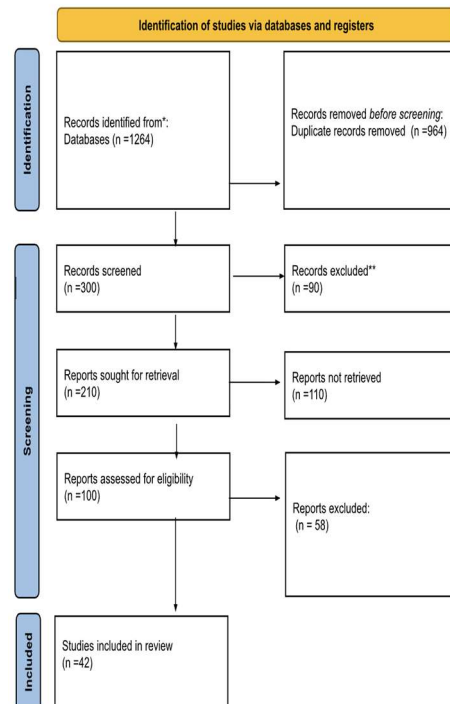 Identification of studies via databases and registers
Identification
Records identified from*:
Databases (n =1264)
Records removed before screening:
Duplicate records removed (n =964)
Screening
Records screened
(n =300)
Records excluded**
(n =90)
Reports sought for retrieval
(n =210)
Reports not retrieved
(n =110)
Reports assessed for eligibility
(n =100)
Reports excluded:
(n = 58)
Included
Studies included in review
(n =42)